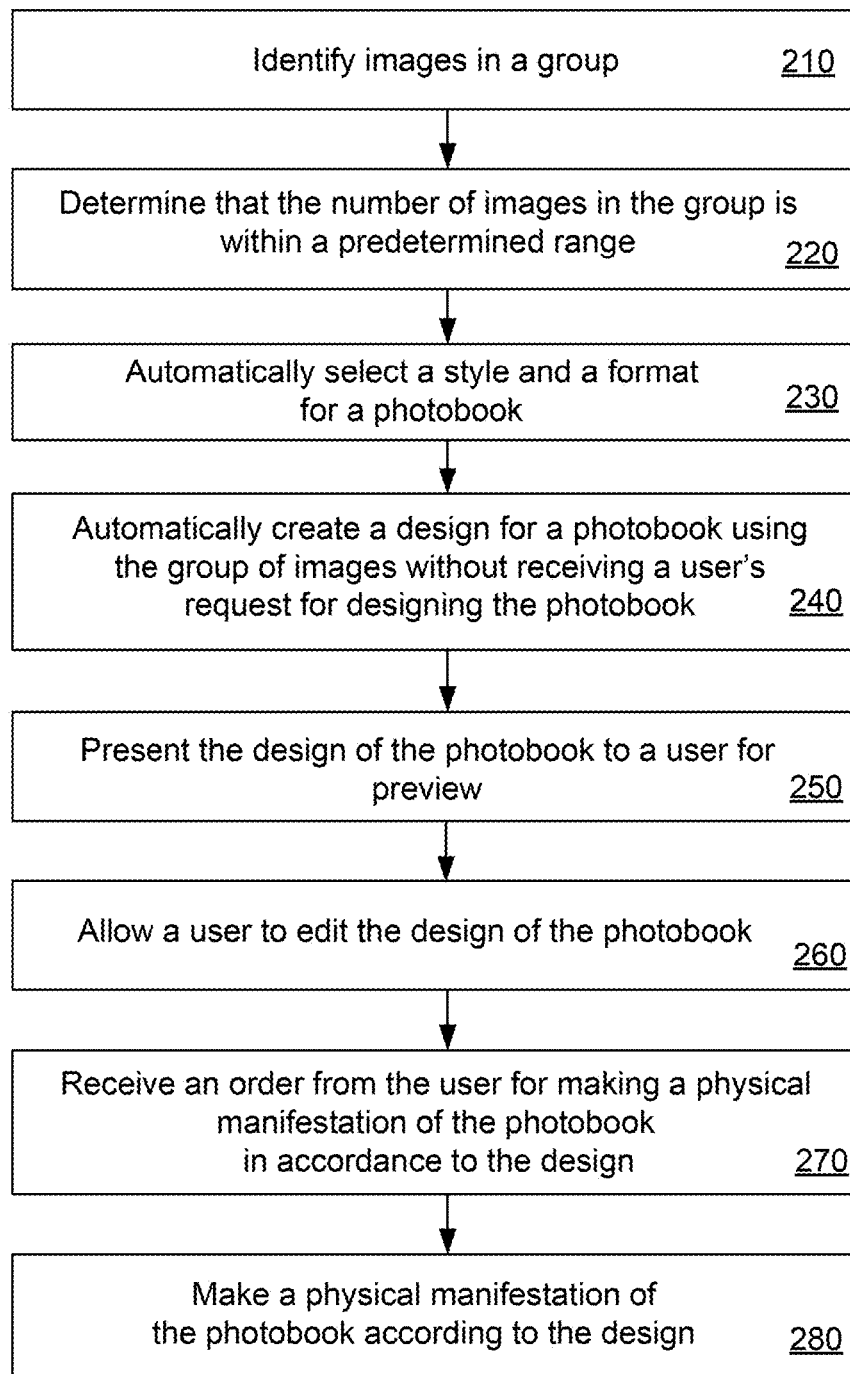 Identify images in a group
210
Determine that the number of images in the group is
within a predetermined range
220
Automatically select a style and a format
for a photobook
230
Automatically create a design for a photobook using
the group of images without receiving a user's
request for designing the photobook
240
Present the design of the photobook to a user for
preview
250
Allow a user to edit the design of the photobook
260
Receive an order from the user for making a physical
manifestation of the photobook
in accordance to the design
270
Make a physical manifestation of
the photobook according to the design
280